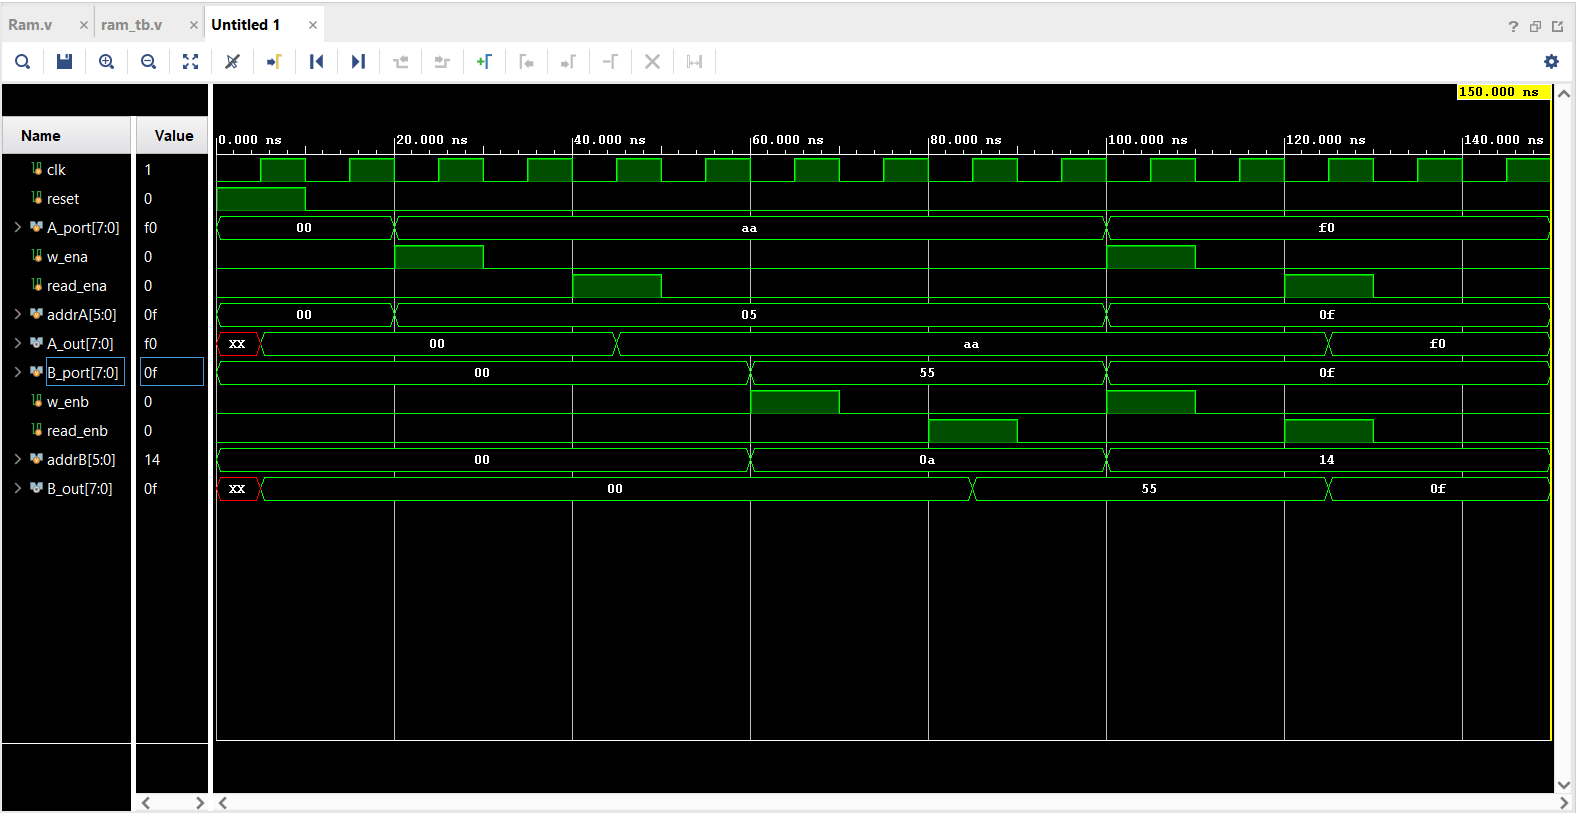 Ram.v × ram_tb.v × Untitled 1 ×
?
150.000 ns
Name Value
0.000 ns 20.000 ns 40.000 ns 60.000 ns 80.000 ns 100.000 ns 120.000 ns 140.000 ns
clk 1
reset 0
A_port[7:0] f0 00 aa f0
w_ena 0
read_ena 0
addrA[5:0] 0f 00 05 0f
A_out[7:0] f0 XX 00 aa f0
B_port[7:0] 0f 00 55 0f
w_enb 0
read_enb 0
addrB[5:0] 14 00 0a 14
B_out[7:0] 0f XX 00 55 0f